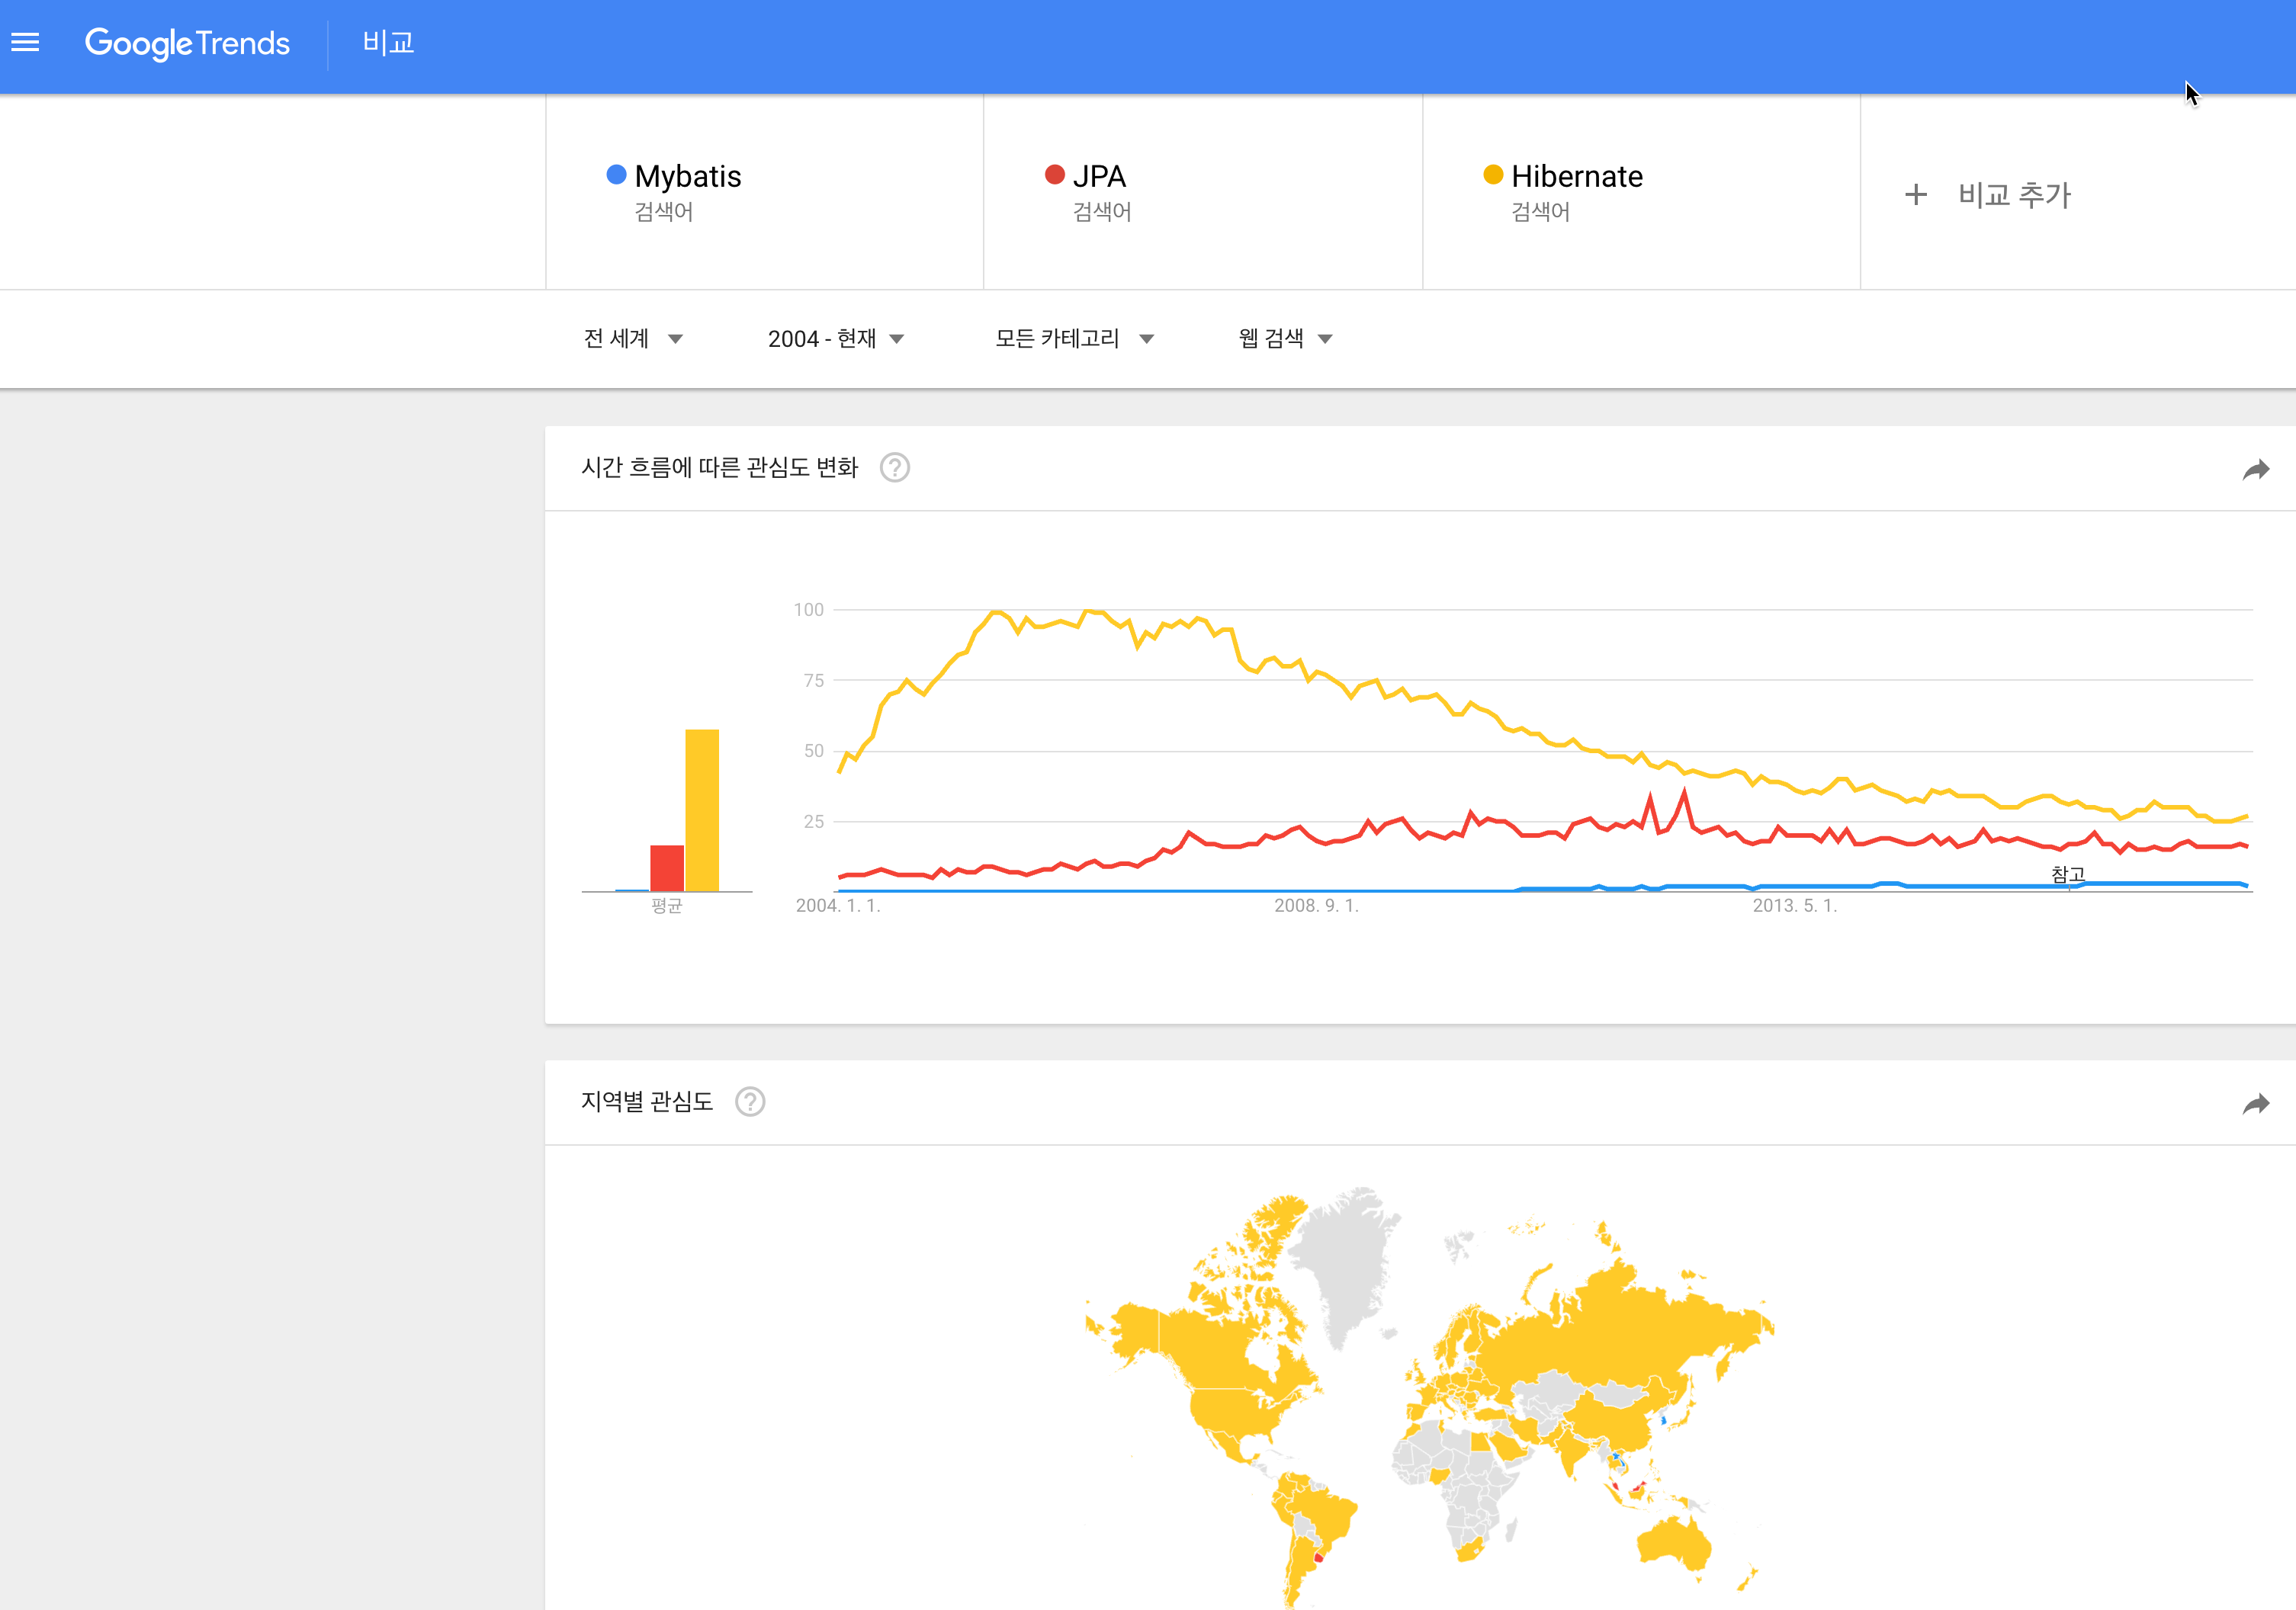 Google Trends 비교
Mybatis
검색어
JPA
검색어
Hibernate
검색어
+ 비교 추가
전 세계 2004 - 현재 모든 카테고리 웹 검색
시간 흐름에 따른 관심도 변화 ?
100
75
50
25
참고
평균
2004. 1. 1. 2008. 9. 1. 2013. 5. 1.
지역별 관심도 ?